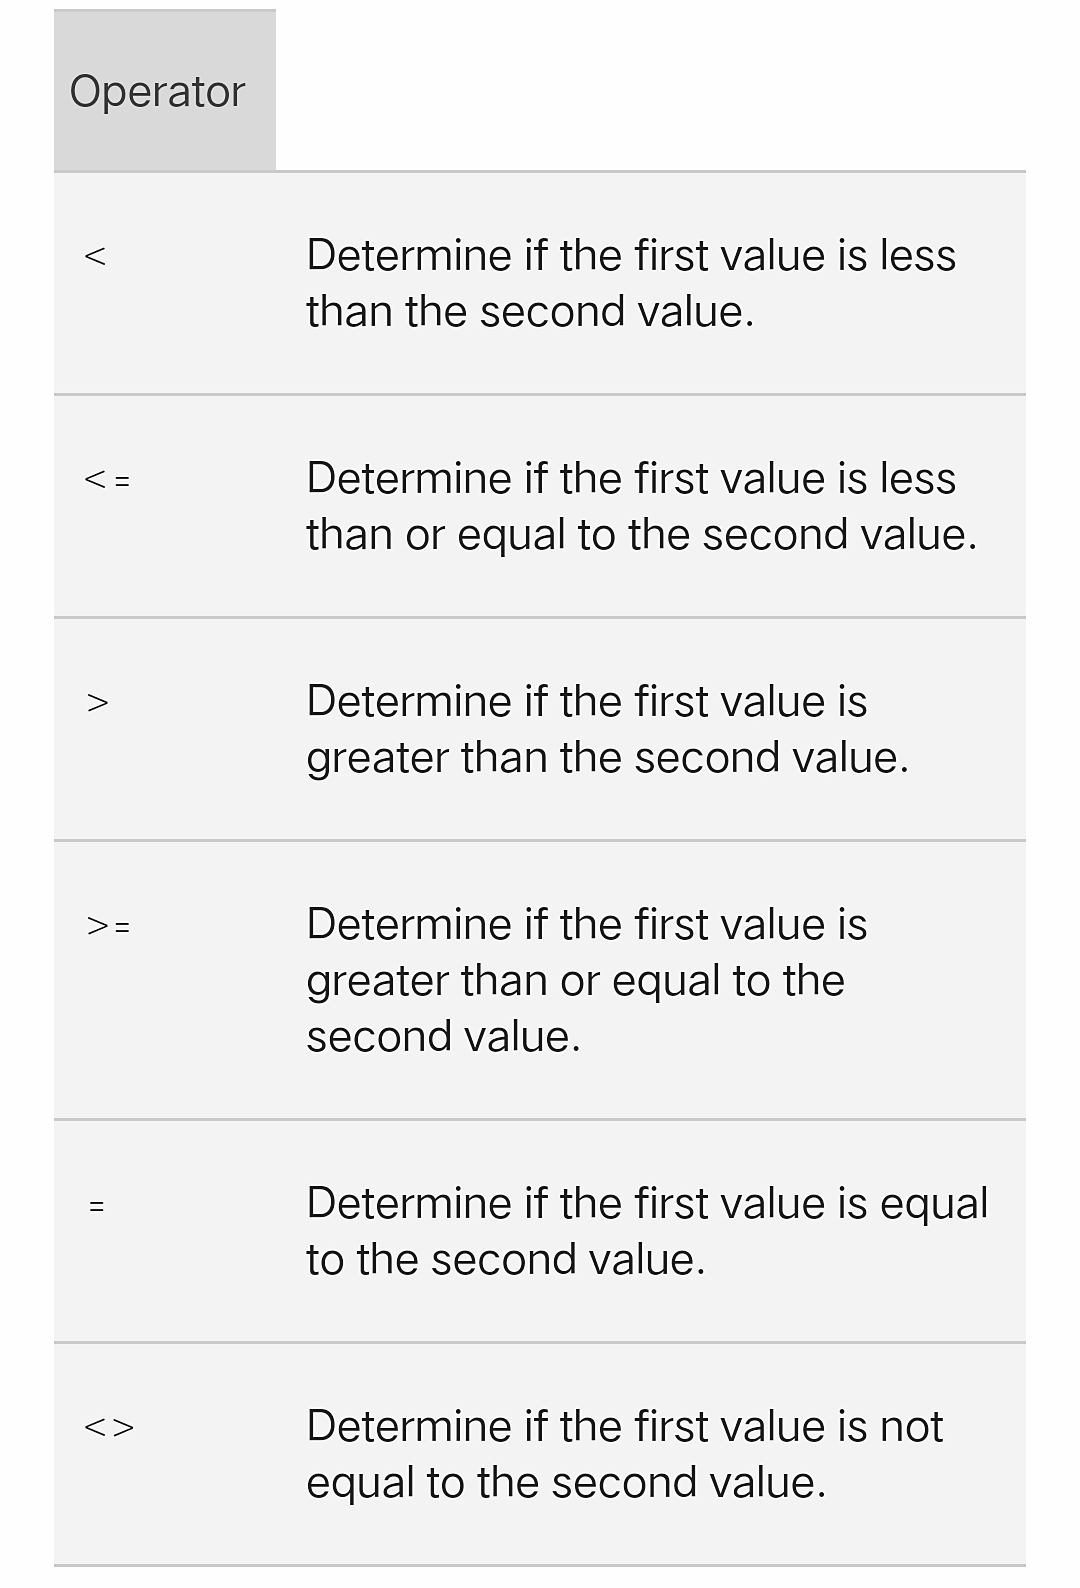 Operator
< Determine if the first value is less
than the second value.
<= Determine if the first value is less
than or equal to the second value.
> Determine if the first value is
greater than the second value.
>= Determine if the first value is
greater than or equal to the
second value.
= Determine if the first value is equal
to the second value.
<> Determine if the first value is not
equal to the second value.